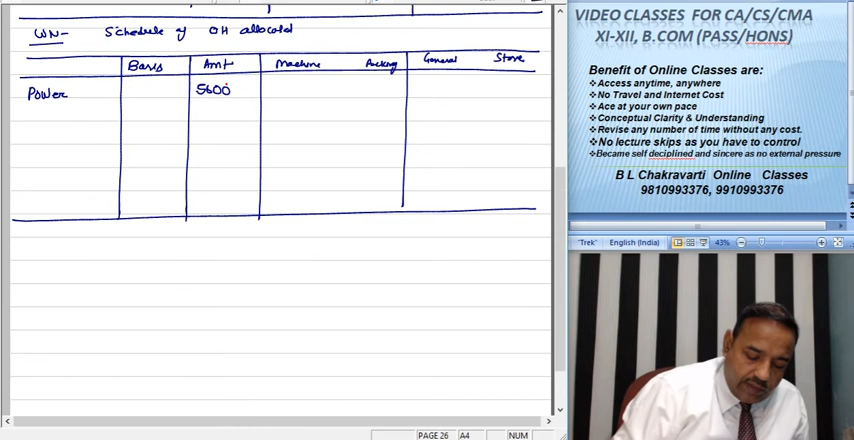 WN- Schedule of OH allocated
Basis Amt Machine Packing General Store
Power 5600
PAGE 26 A4 NUM
VIDEO CLASSES FOR CA/CS/CMA
XI-XII, B.COM (PASS/HONS)
Benefit of Online Classes are:
❖Access anytime, anywhere
❖No Travel and Internet Cost
❖Ace at your own pace
❖Conceptual Clarity & Understanding
❖Revise any number of time without any cost.
❖No lecture skips as you have to control
❖Became self deciplined and sincere as no external pressure
B L Chakravarti Online Classes
9810993376, 9910993376
"Trek" English (India) 43%